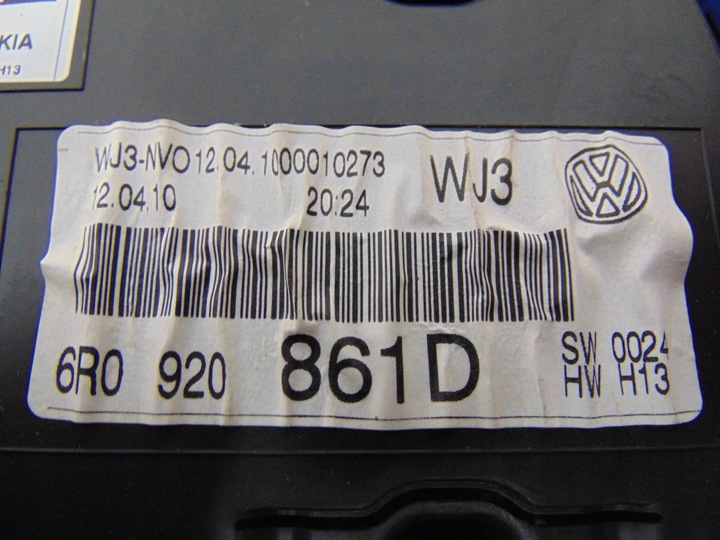 KIA
H13
WJ3-NVO 12.04.1000010273
WJ3
12.04.10
20:24
6R0 920 861D
SW 0024
HW H13